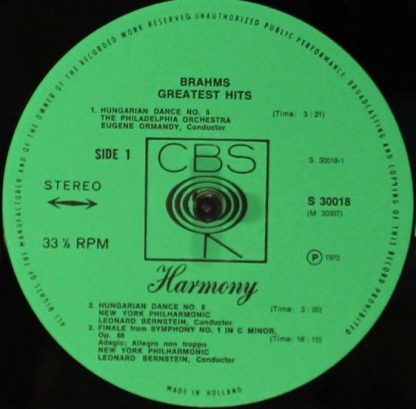 ALL RIGHTS OF THE MANUFACTURER AND OF THE OWNER OF THE RECORDED WORK RESERVED. UNAUTHORIZED PUBLIC PERFORMANCE, BROADCASTING AND COPYING OF THIS RECORD PROHIBITED
BRAHMS
GREATEST HITS
1. HUNGARIAN DANCE NO. 5 (Time: 3:21)
THE PHILADELPHIA ORCHESTRA
EUGENE ORMANDY, Conductor
SIDE 1
CBS
S 30018-1
STEREO
S 30018
(M 30307)
33 ⅓ RPM
P 1972
Harmony
2. HUNGARIAN DANCE NO. 6 (Time: 3:00)
NEW YORK PHILHARMONIC
LEONARD BERNSTEIN, Conductor
3. FINALE from SYMPHONY NO. 1 IN C MINOR,
Op. 68 (Time: 16:13)
Adagio; Allegro non troppo
NEW YORK PHILHARMONIC
LEONARD BERNSTEIN, Conductor
MADE IN HOLLAND